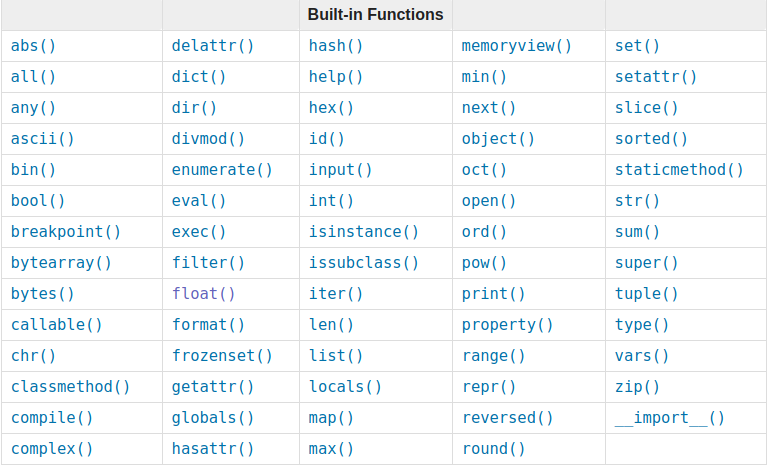 Built-in Functions
abs() delattr() hash() memoryview() set()
all() dict() help() min() setattr()
any() dir() hex() next() slice()
ascii() divmod() id() object() sorted()
bin() enumerate() input() oct() staticmethod()
bool() eval() int() open() str()
breakpoint() exec() isinstance() ord() sum()
bytearray() filter() issubclass() pow() super()
bytes() float() iter() print() tuple()
callable() format() len() property() type()
chr() frozenset() list() range() vars()
classmethod() getattr() locals() repr() zip()
compile() globals() map() reversed() __import__()
complex() hasattr() max() round()